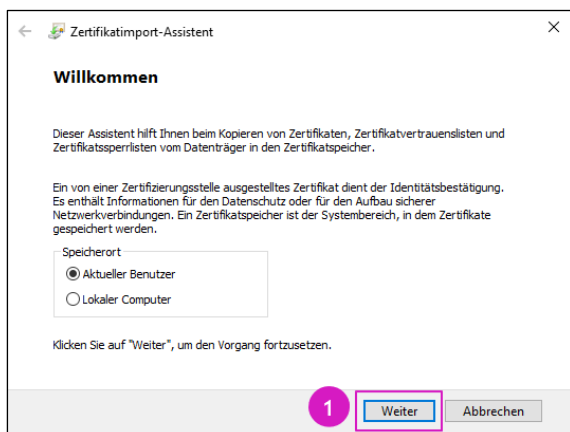 Zertifikatimport-Assistent
Willkommen
Dieser Assistent hilft Ihnen beim Kopieren von Zertifikaten, Zertifikatvertrauenslisten und
Zertifikatssperrlisten vom Datenträger in den Zertifikatspeicher.
Ein von einer Zertifizierungsstelle ausgestelltes Zertifikat dient der Identitätsbestätigung.
Es enthält Informationen für den Datenschutz oder für den Aufbau sicherer
Netzwerkverbindungen. Ein Zertifikatspeicher ist der Systembereich, in dem Zertifikate
gespeichert werden.
Speicherort
Aktueller Benutzer
Lokaler Computer
Klicken Sie auf "Weiter", um den Vorgang fortzusetzen.
1 Weiter Abbrechen